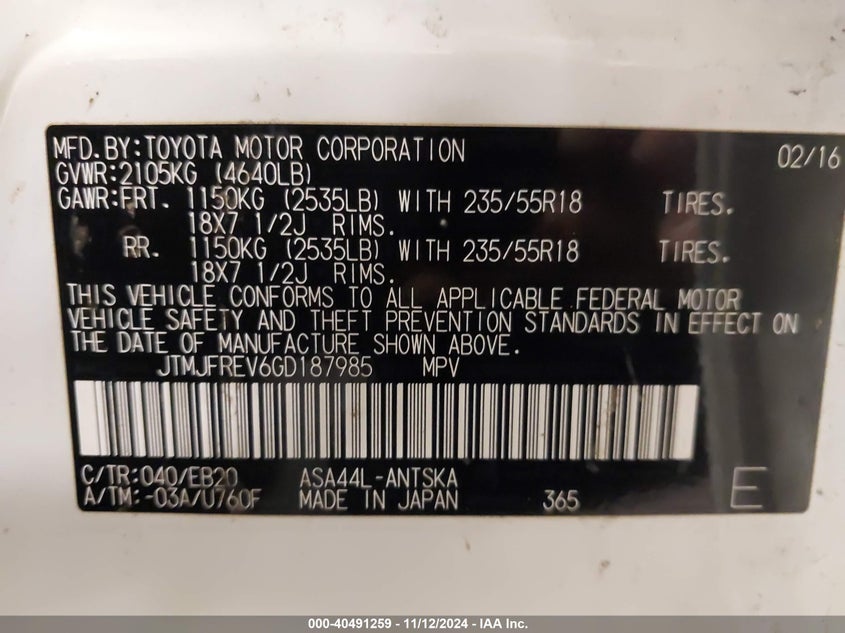 MFD.BY:TOYOTA MOTOR CORPORATION 02/16
GVWR:2105KG (4640LB)
GAWR:FRT. 1150KG (2535LB) WITH 235/55R18 TIRES.
18X7 1/2J RIMS.
RR. 1150KG (2535LB) WITH 235/55R18 TIRES.
18X7 1/2J RIMS.
THIS VEHICLE CONFORMS TO ALL APPLICABLE FEDERAL MOTOR
VEHICLE SAFETY AND THEFT PREVENTION STANDARDS IN EFFECT ON
THE DATE OF MANUFACTURE SHOWN ABOVE.
JTMJFREV6GD187985 MPV
C/TR:040/EB20 ASA44L-ANTSKA
A/TM:-03A/U760F MADE IN JAPAN 365 E
000-40491259 - 11/12/2024 - IAA Inc.